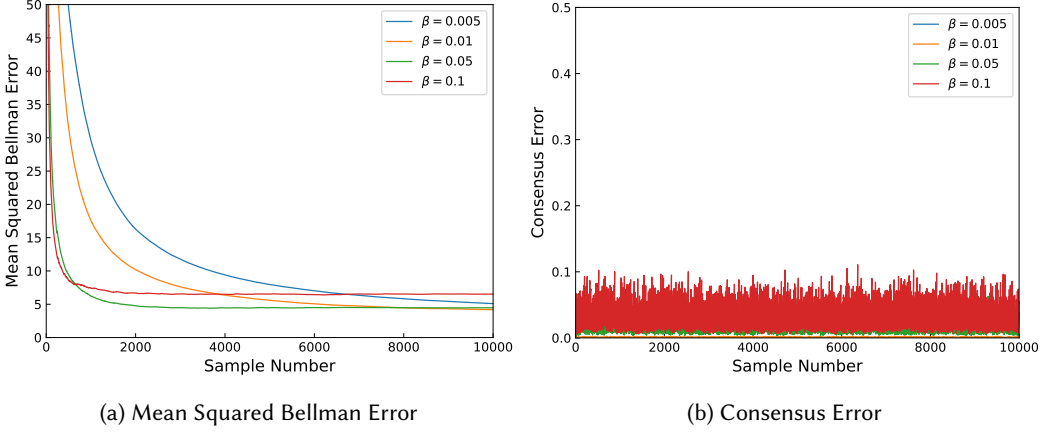 50
45
40
35
30
25
20
15
10
5
0
Mean Squared Bellman Error
β = 0.005
β = 0.01
β = 0.05
β = 0.1
0 2000 4000 6000 8000 10000
Sample Number
(a) Mean Squared Bellman Error
0.5
0.4
0.3
0.2
0.1
0.0
Consensus Error
β = 0.005
β = 0.01
β = 0.05
β = 0.1
0 2000 4000 6000 8000 10000
Sample Number
(b) Consensus Error